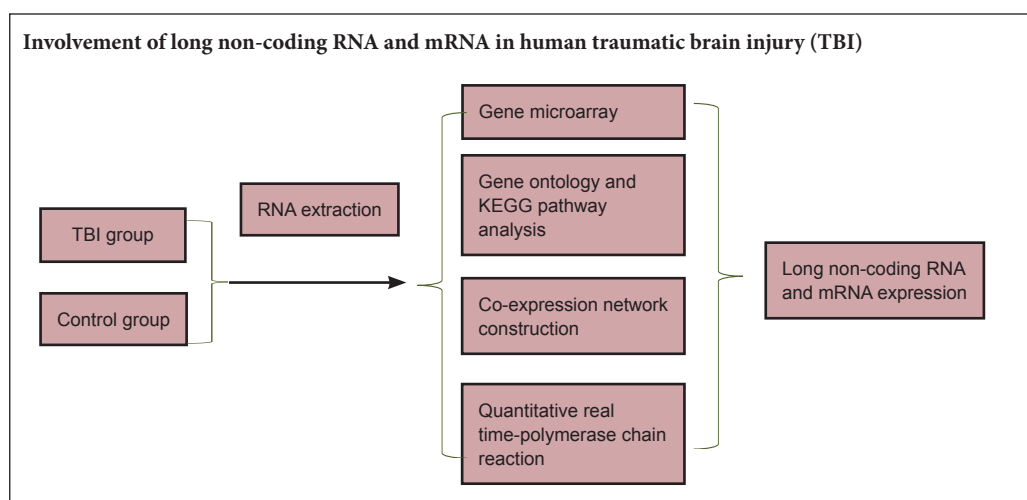 Involvement of long non-coding RNA and mRNA in human traumatic brain injury (TBI)
TBI group
Control group
RNA extraction
Gene microarray
Gene ontology and
KEGG pathway
analysis
Co-expression network
construction
Quantitative real
time-polymerase chain
reaction
Long non-coding RNA
and mRNA expression